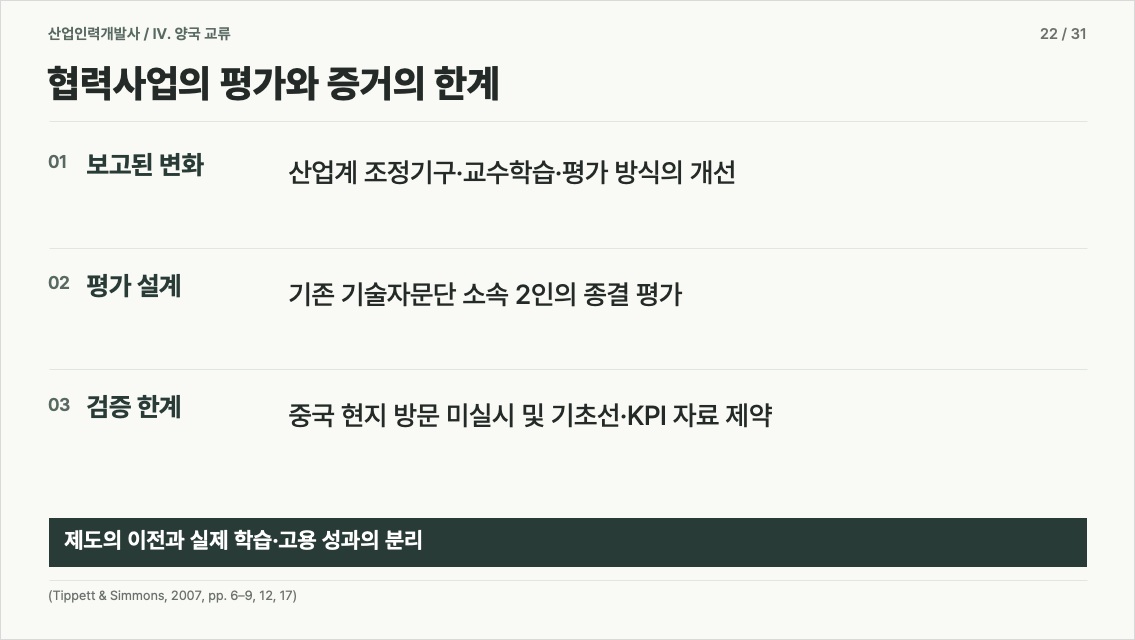 산업인력개발사 / IV. 양국 교류
22 / 31
협력사업의 평가와 증거의 한계
01 보고된 변화 산업계 조정기구·교수학습·평가 방식의 개선
02 평가 설계 기존 기술자문단 소속 2인의 종결 평가
03 검증 한계 중국 현지 방문 미실시 및 기초선·KPI 자료 제약
제도의 이전과 실제 학습·고용 성과의 분리
(Tippett & Simmons, 2007, pp. 6–9, 12, 17)